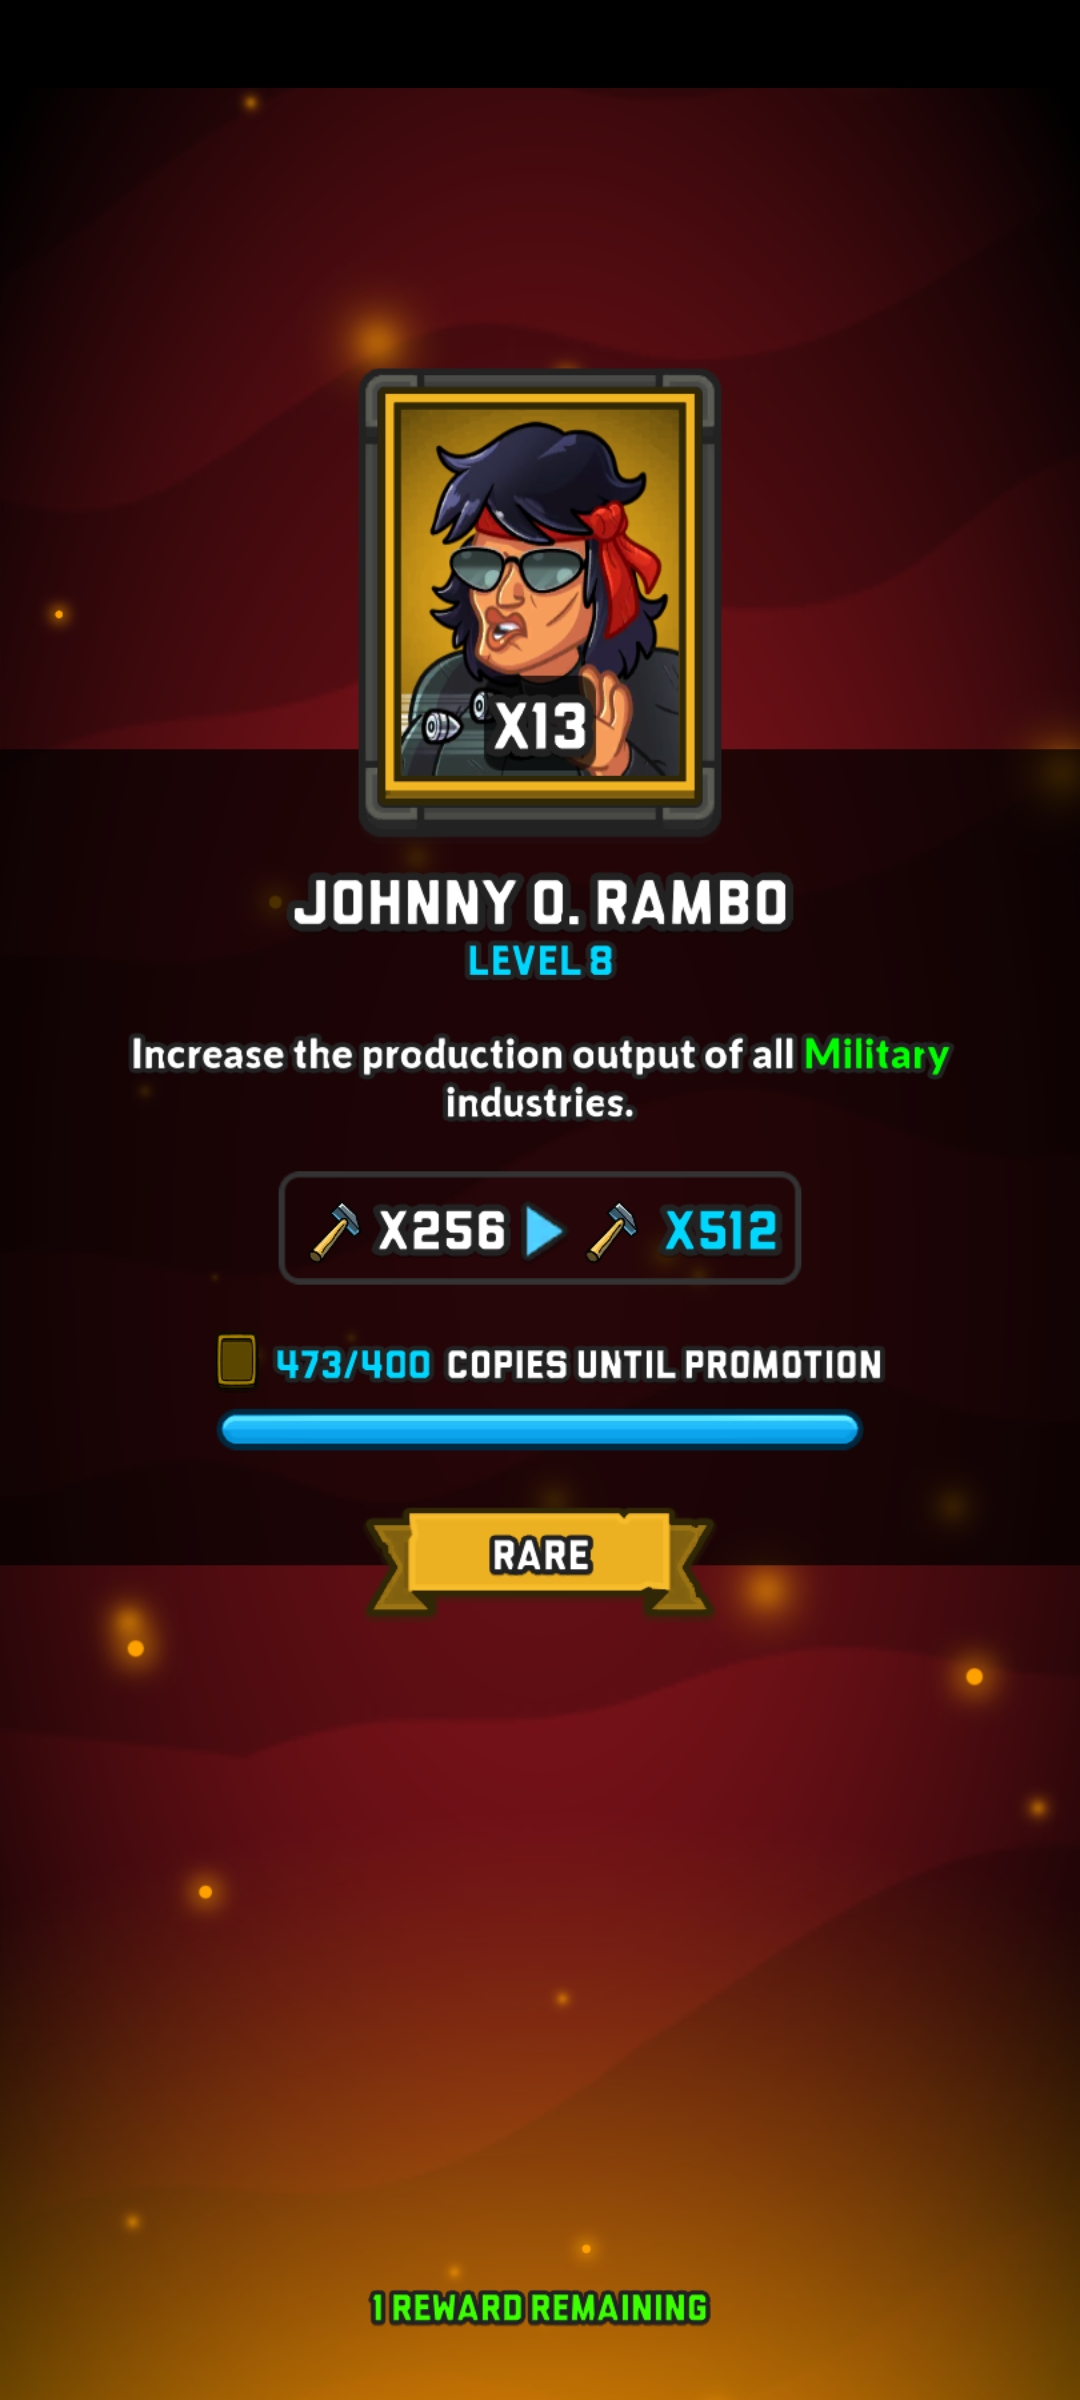 X13
JOHNNY O. RAMBO
LEVEL 8
Increase the production output of all Military
industries.
X256 X512
473/400 COPIES UNTIL PROMOTION
RARE
1 REWARD REMAINING